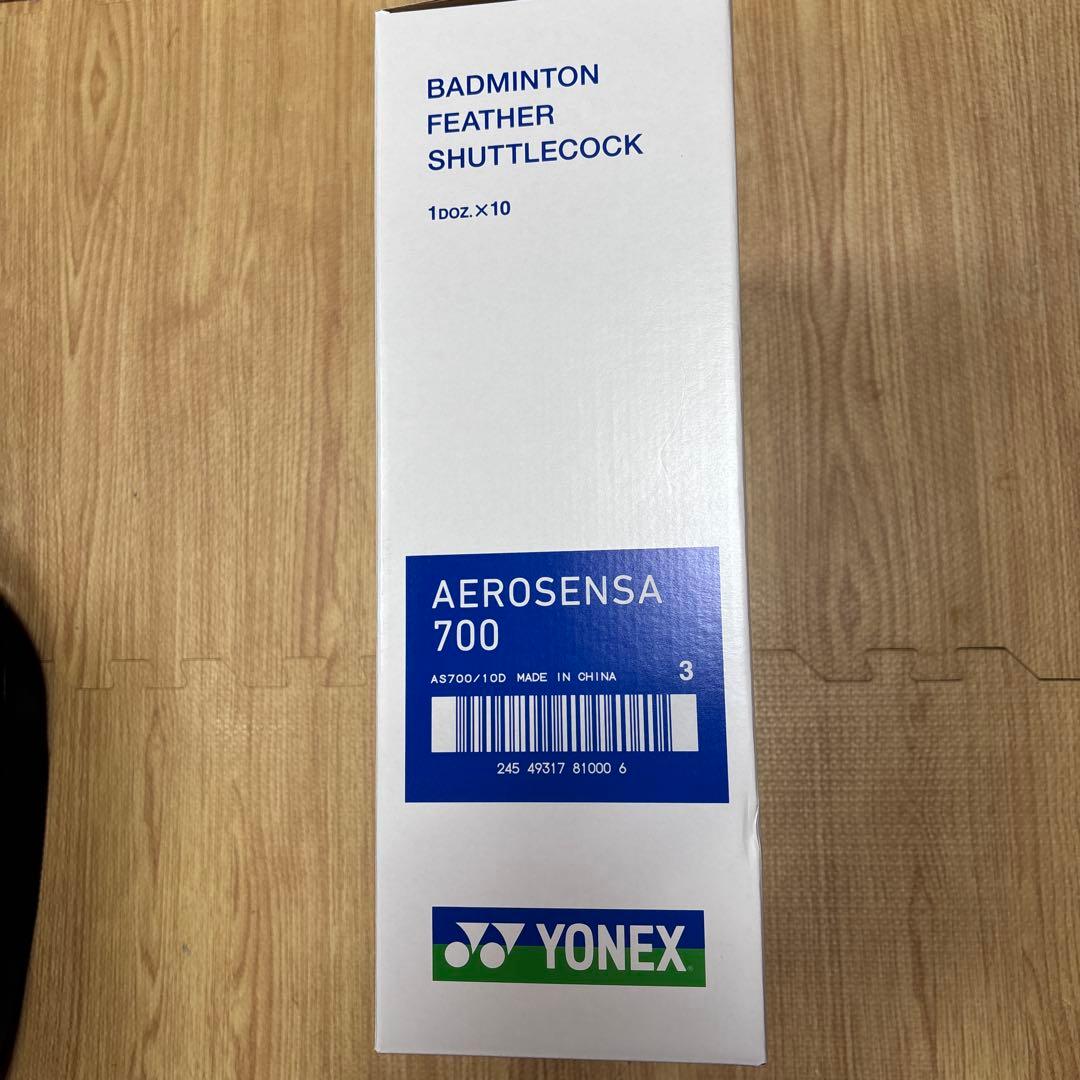 BADMINTON
FEATHER
SHUTTLECOCK
1DOZ.×10
AEROSENSA
700
AS700/10D MADE IN CHINA 3
245 49317 81000 6
YONEX